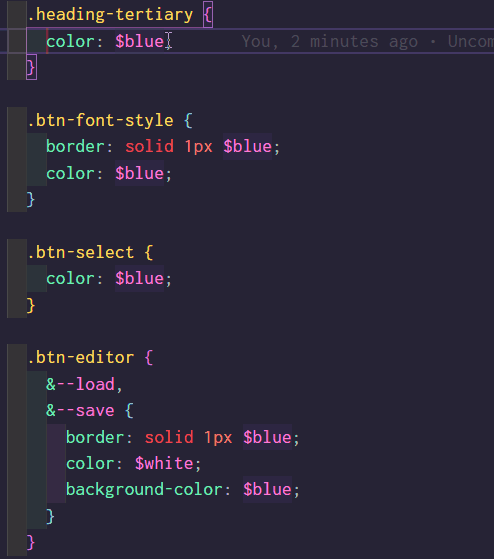 .heading-tertiary {
color: $blue You, 2 minutes ago • Uncom
}
.btn-font-style {
border: solid 1px $blue;
color: $blue;
}
.btn-select {
color: $blue;
}
.btn-editor {
&--load,
&--save {
border: solid 1px $blue;
color: $white;
background-color: $blue;
}
}